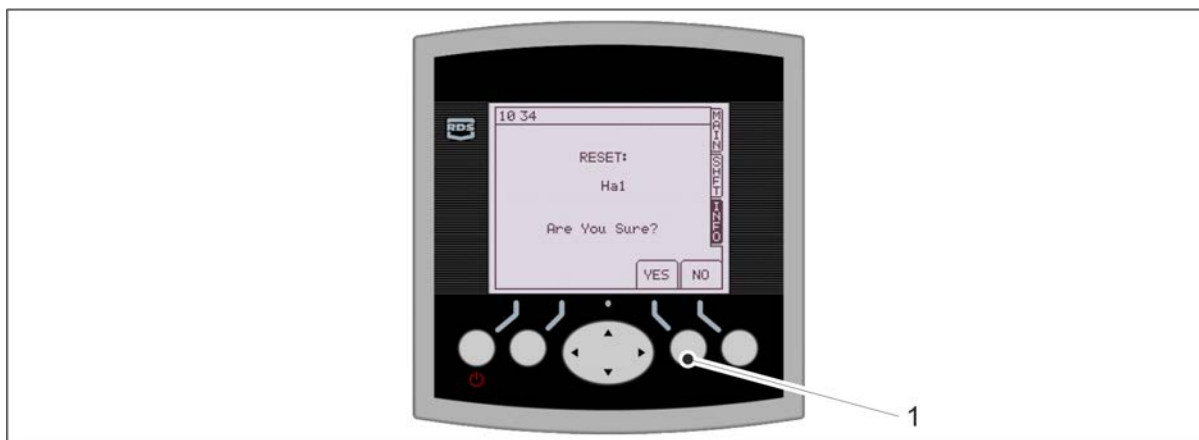 10 34
MAIN
RDS
RESET:
SHFT
Ha1
INFO
Are You Sure?
YES NO
1